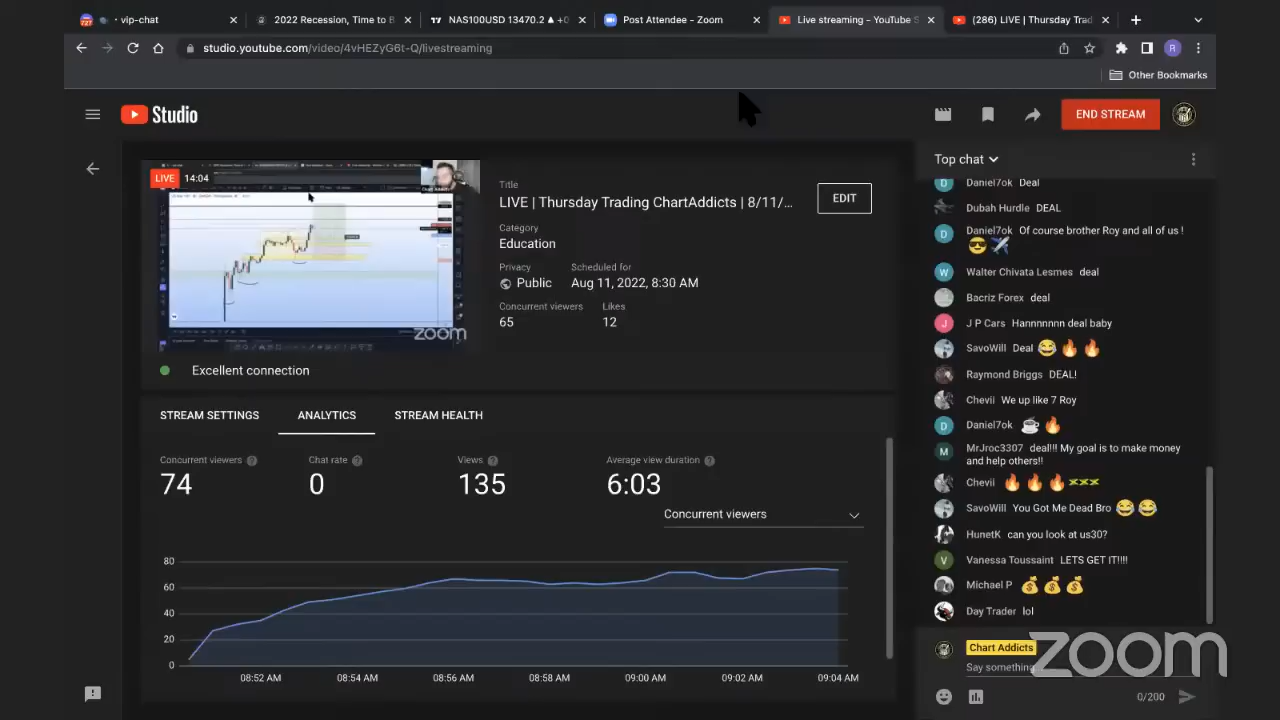 vip-chat
2022 Recession, Time to B
NAS100USD 13470.2 ▲ +0
Post Attendee - Zoom
Live streaming - YouTube S
(286) LIVE | Thursday Trad
studio.youtube.com/video/4vHEZyG6t-Q/livestreaming
R
Other Bookmarks
Studio
END STREAM
LIVE 14:04
zoom
Title
LIVE | Thursday Trading ChartAddicts | 8/11/...
EDIT
Category
Education
Privacy
Scheduled for
Public
Aug 11, 2022, 8:30 AM
Concurrent viewers
Likes
65
12
Excellent connection
STREAM SETTINGS
ANALYTICS
STREAM HEALTH
Concurrent viewers
Chat rate
Views
Average view duration
74
0
135
6:03
Concurrent viewers
80
60
40
20
0
08:52 AM
08:54 AM
08:56 AM
08:58 AM
09:00 AM
09:02 AM
09:04 AM
Top chat
Daniel7ok Deal
Dubah Hurdle DEAL
Daniel7ok Of course brother Roy and all of us !
😎✈️
Walter Chivata Lesmes deal
Bacriz Forex deal
J P Cars Hannnnnnn deal baby
SavoWill Deal 😂🔥🔥
Raymond Briggs DEAL!
Chevii We up like 7 Roy
Daniel7ok ☕🔥
MrJroc3307 deal!!! My goal is to make money
and help others!!
Chevii 🔥🔥🔥
SavoWill You Got Me Dead Bro 😂😂
HunetK can you look at us30?
Vanessa Toussaint LETS GET IT!!!!
Michael P 💰💰💰
Day Trader lol
Chart Addicts
Say something
0/200
zoom